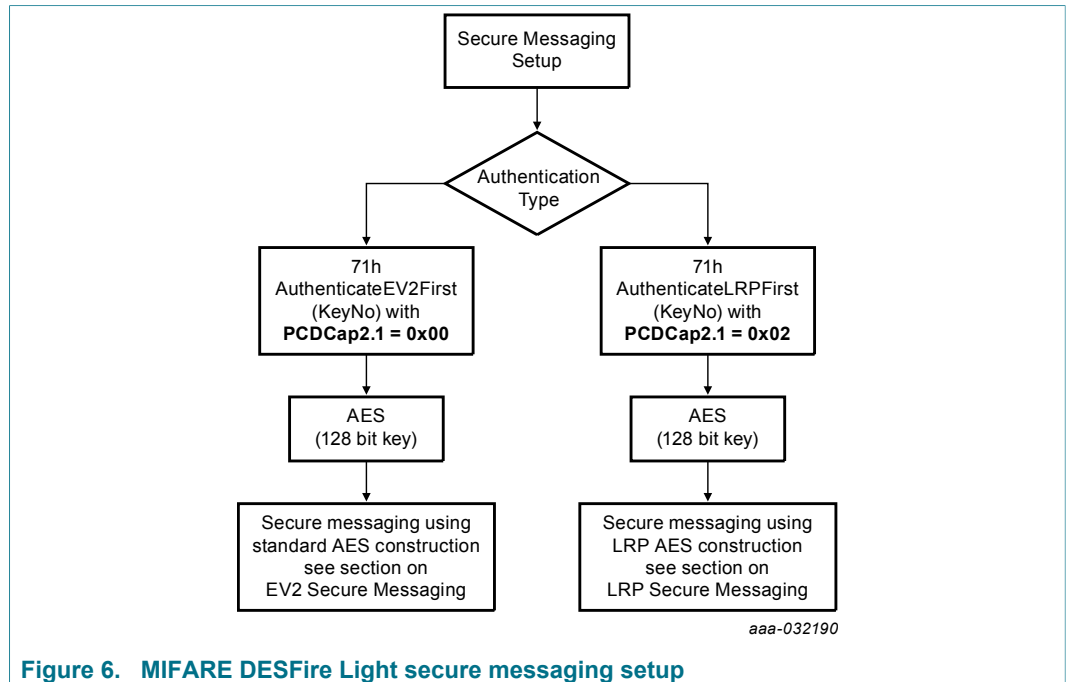 Secure Messaging
Setup
Authentication
Type
71h
AuthenticateEV2First
(KeyNo) with
PCDCap2.1 = 0x00
71h
AuthenticateLRPFirst
(KeyNo) with
PCDCap2.1 = 0x02
AES
(128 bit key)
AES
(128 bit key)
Secure messaging using
standard AES construction
see section on
EV2 Secure Messaging
Secure messaging using
LRP AES construction
see section on
LRP Secure Messaging
aaa-032190
Figure 6. MIFARE DESFire Light secure messaging setup